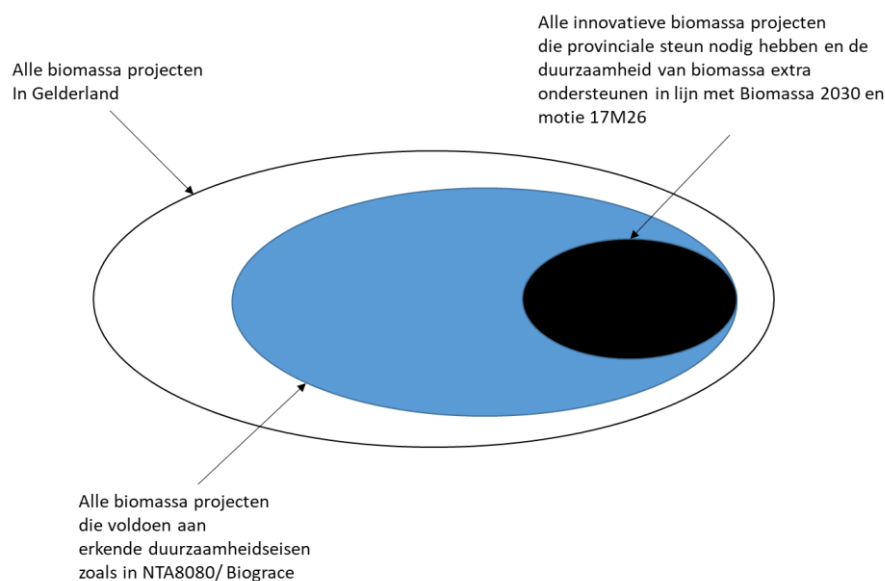 Alle innovatieve biomassa projecten
die provinciale steun nodig hebben en de
duurzaamheid van biomassa extra
ondersteunen in lijn met Biomassa 2030 en
motie 17M26
Alle biomassa projecten
In Gelderland
Alle biomassa projecten
die voldoen aan
erkende duurzaamheidseisen
zoals in NTA8080/ Biograce